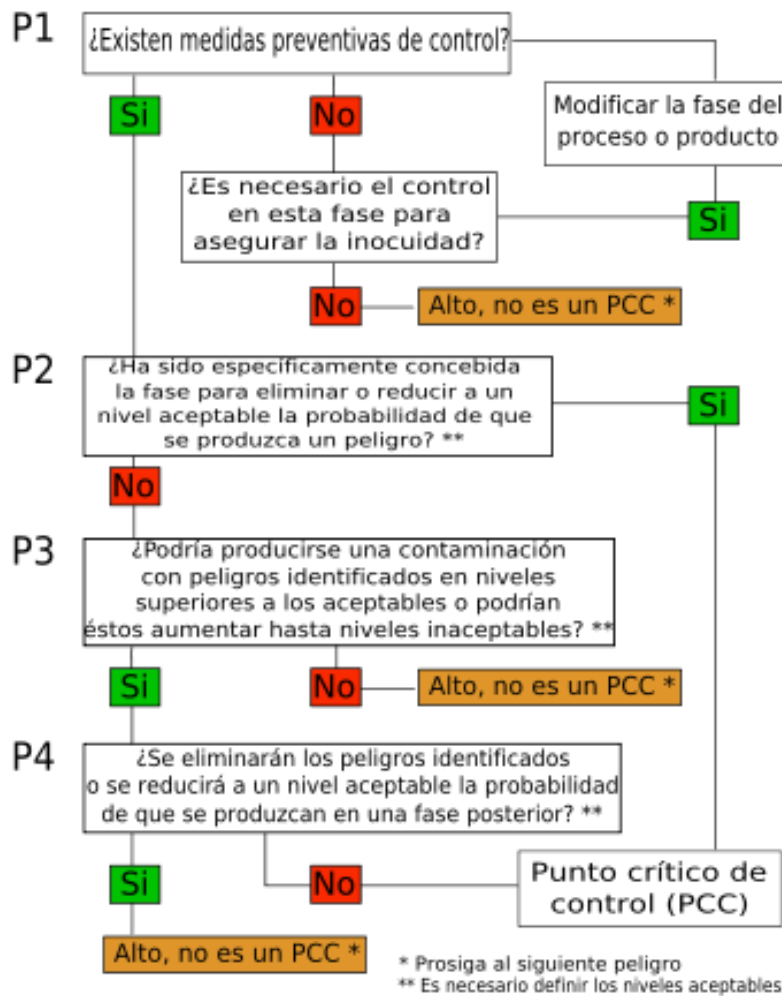 P1
¿Existen medidas preventivas de control?
Si
No
Modificar la fase del
proceso o producto
¿Es necesario el control
en esta fase para
asegurar la inocuidad?
Si
No
Alto, no es un PCC *
P2
¿Ha sido específicamente concebida
la fase para eliminar o reducir a un
nivel aceptable la probabilidad de que
se produzca un peligro? **
Si
No
P3
¿Podría producirse una contaminación
con peligros identificados en niveles
superiores a los aceptables o podrían
éstos aumentar hasta niveles inaceptables? **
Si
No
Alto, no es un PCC *
P4
¿Se eliminarán los peligros identificados
o se reducirá a un nivel aceptable la probabilidad
de que se produzcan en una fase posterior? **
Si
No
Punto crítico de
control (PCC)
Alto, no es un PCC *
* Prosiga al siguiente peligro
** Es necesario definir los niveles aceptables